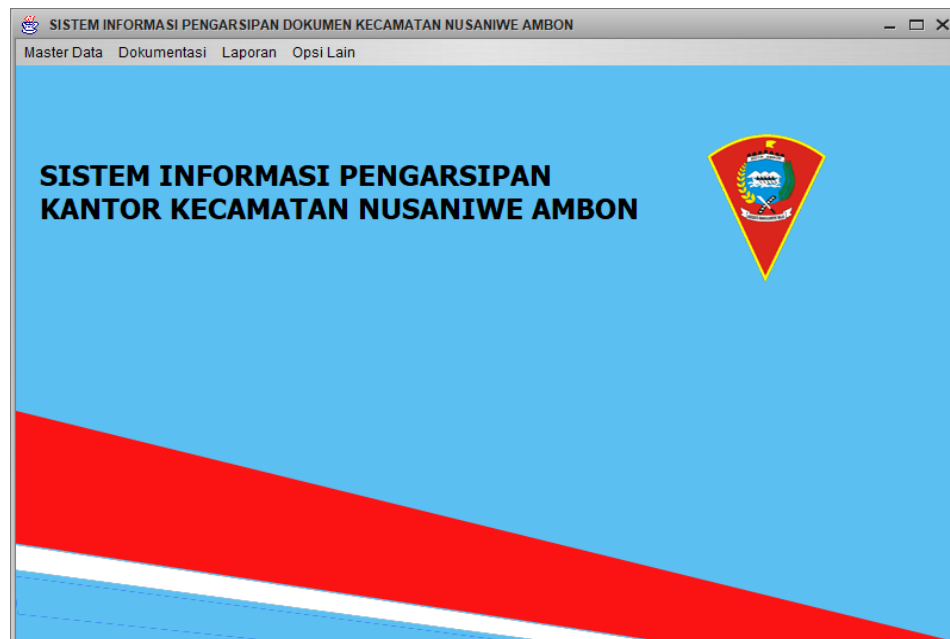 SISTEM INFORMASI PENGARSIPAN DOKUMEN KECAMATAN NUSANIWE AMBON
Master Data Dokumentasi Laporan Opsi Lain
SISTEM INFORMASI PENGARSIPAN
KANTOR KECAMATAN NUSANIWE AMBON